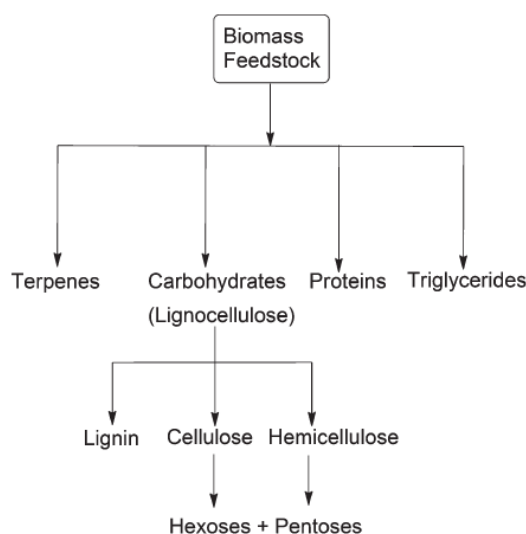 Biomass
Feedstock
Terpenes Carbohydrates Proteins Triglycerides
(Lignocellulose)
Lignin Cellulose Hemicellulose
Hexoses + Pentoses